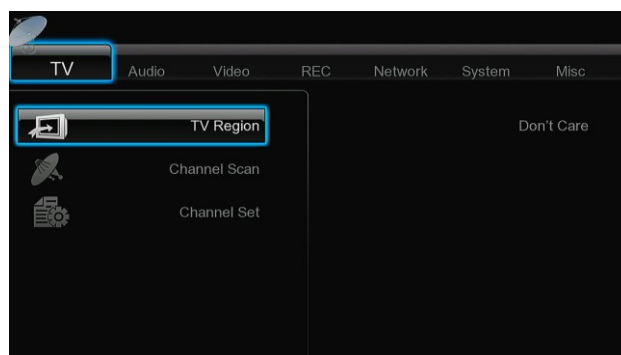 TV Audio Video REC Network System Misc
TV Region Don't Care
Channel Scan
Channel Set